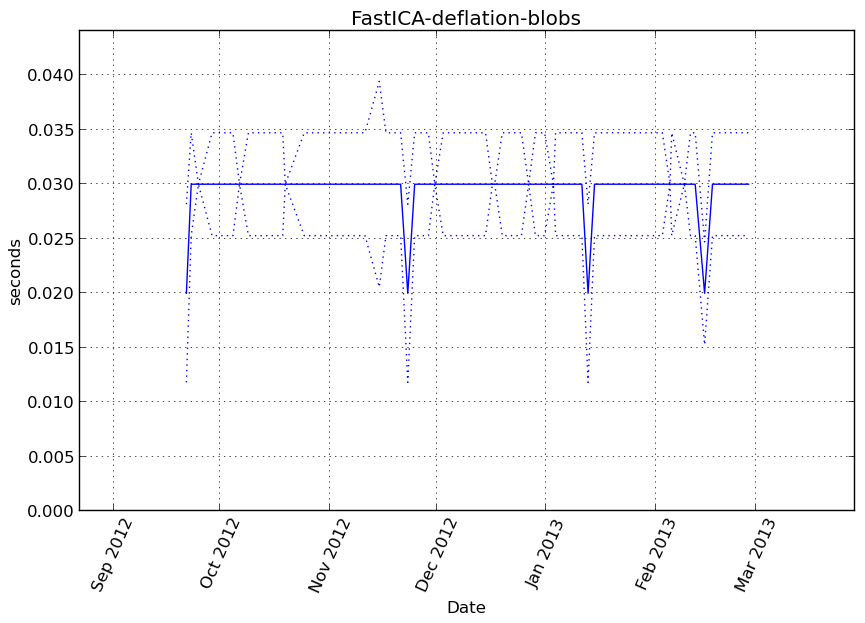 FastICA-deflation-blobs
0.040
0.035
0.030
0.025
0.020
0.015
0.010
0.005
0.000
seconds
Sep 2012
Oct 2012
Nov 2012
Dec 2012
Jan 2013
Feb 2013
Mar 2013
Date